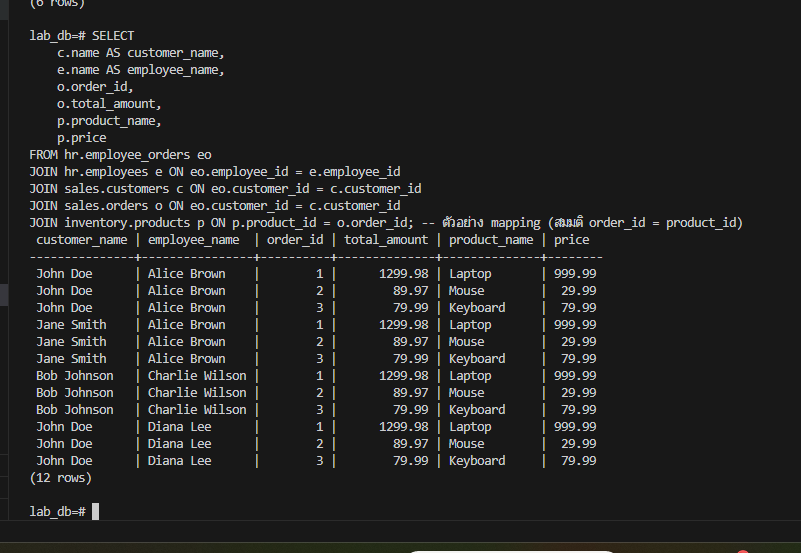 (6 rows)
lab_db=# SELECT
    c.name AS customer_name,
    e.name AS employee_name,
    o.order_id,
    o.total_amount,
    p.product_name,
    p.price
FROM hr.employee_orders eo
JOIN hr.employees e ON eo.employee_id = e.employee_id
JOIN sales.customers c ON eo.customer_id = c.customer_id
JOIN sales.orders o ON eo.customer_id = c.customer_id
JOIN inventory.products p ON p.product_id = o.order_id; -- ตัวอย่าง mapping (สมมติ order_id = product_id)
 customer_name | employee_name  | order_id | total_amount | product_name | price
---------------+----------------+----------+--------------+--------------+--------
 John Doe      | Alice Brown    |        1 |      1299.98 | Laptop       | 999.99
 John Doe      | Alice Brown    |        2 |        89.97 | Mouse        |  29.99
 John Doe      | Alice Brown    |        3 |        79.99 | Keyboard     |  79.99
 Jane Smith    | Alice Brown    |        1 |      1299.98 | Laptop       | 999.99
 Jane Smith    | Alice Brown    |        2 |        89.97 | Mouse        |  29.99
 Jane Smith    | Alice Brown    |        3 |        79.99 | Keyboard     |  79.99
 Bob Johnson   | Charlie Wilson |        1 |      1299.98 | Laptop       | 999.99
 Bob Johnson   | Charlie Wilson |        2 |        89.97 | Mouse        |  29.99
 Bob Johnson   | Charlie Wilson |        3 |        79.99 | Keyboard     |  79.99
 John Doe      | Diana Lee      |        1 |      1299.98 | Laptop       | 999.99
 John Doe      | Diana Lee      |        2 |        89.97 | Mouse        |  29.99
 John Doe      | Diana Lee      |        3 |        79.99 | Keyboard     |  79.99
(12 rows)
lab_db=#